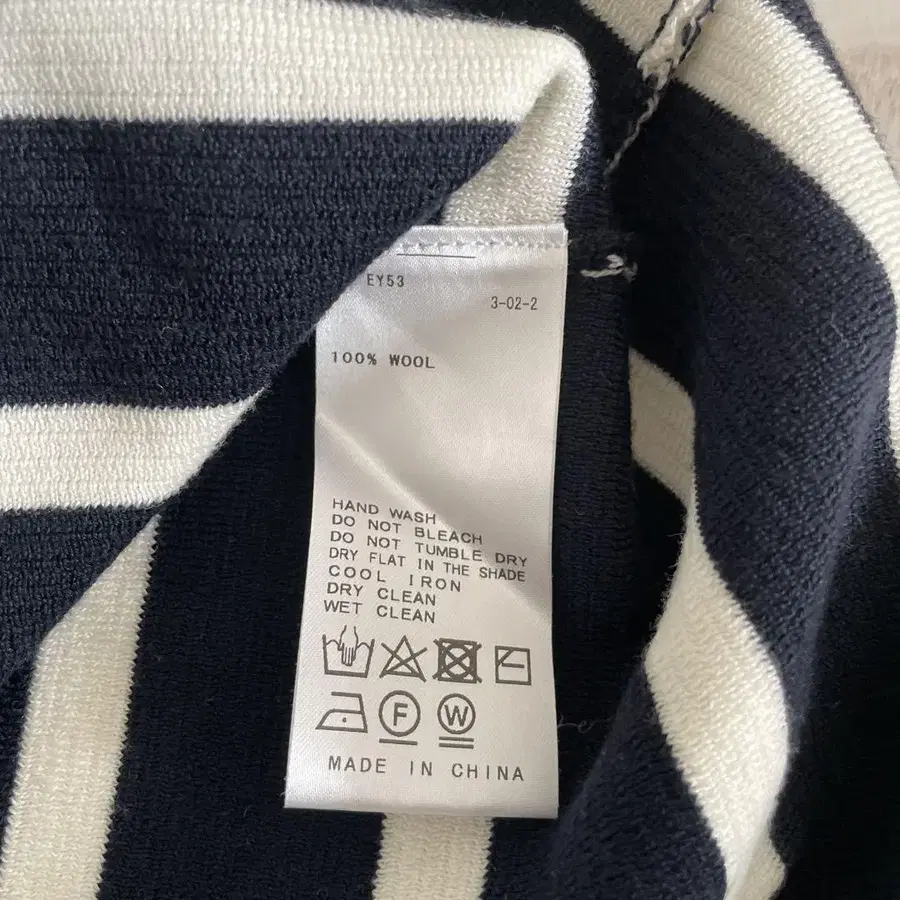 EY53
3-02-2
100% WOOL
HAND WASH
DO NOT BLEACH
DO NOT TUMBLE DRY
DRY FLAT IN THE SHADE
COOL IRON
DRY CLEAN
WET CLEAN
F W
MADE IN CHINA